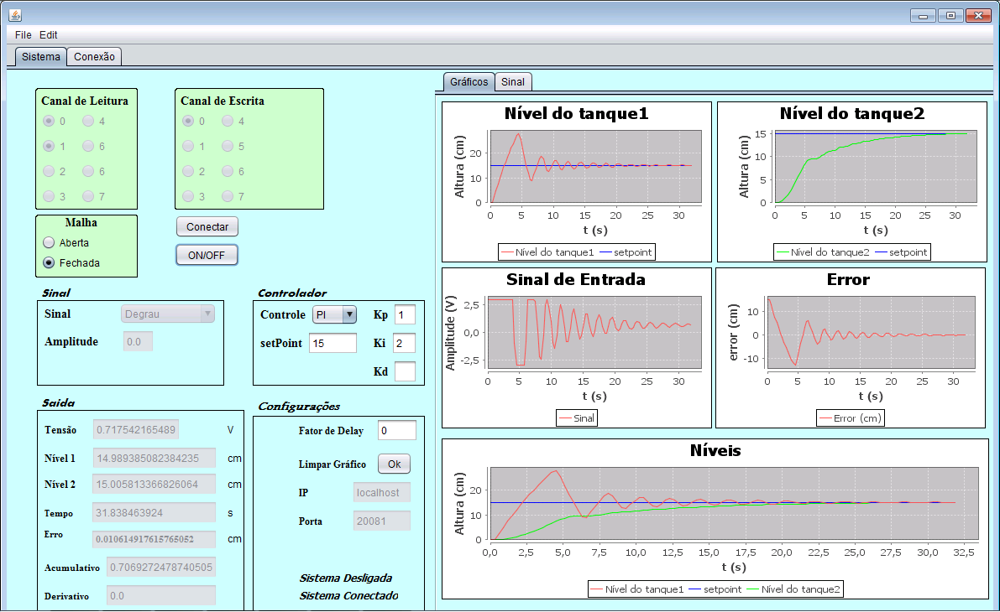 File Edit
Sistema Conexão
Canal de Leitura
0 4
1 6
2 6
3 7
Canal de Escrita
0 4
1 5
2 6
3 7
Malha
Aberta
Fechada
Conectar
ON/OFF
Sinal
Sinal Degrau
Amplitude 0.0
Controlador
Controle PI Kp 1
setPoint 15 Ki 2
Kd
Saida
Tensão 0.717542165489 V
Nível 1 14.989385082384235 cm
Nível 2 15.005813366826064 cm
Tempo 31.838463924 s
Erro 0.010614917615765052 cm
Acumulativo 0.7069272478740505
Derivativo 0.0
Configurações
Fator de Delay 0
Limpar Gráfico Ok
IP localhost
Porta 20081
Sistema Desligada
Sistema Conectado
Gráficos Sinal
Nível do tanque1
Altura (cm)
20
10
0
0 5 10 15 20 25 30
t (s)
Nível do tanque1 setpoint
Nível do tanque2
Altura (cm)
15
10
5
0
0 5 10 15 20 25 30
t (s)
Nível do tanque2 setpoint
Sinal de Entrada
Amplitude (V)
2,5
0,0
-2,5
0 5 10 15 20 25 30
t (s)
Sinal
Error
error (cm)
10
0
-10
0 5 10 15 20 25 30
t (s)
Error (cm)
Níveis
Altura (cm)
20
10
0
0,0 2,5 5,0 7,5 10,0 12,5 15,0 17,5 20,0 22,5 25,0 27,5 30,0 32,5
t (s)
Nível do tanque1 setpoint Nível do tanque2